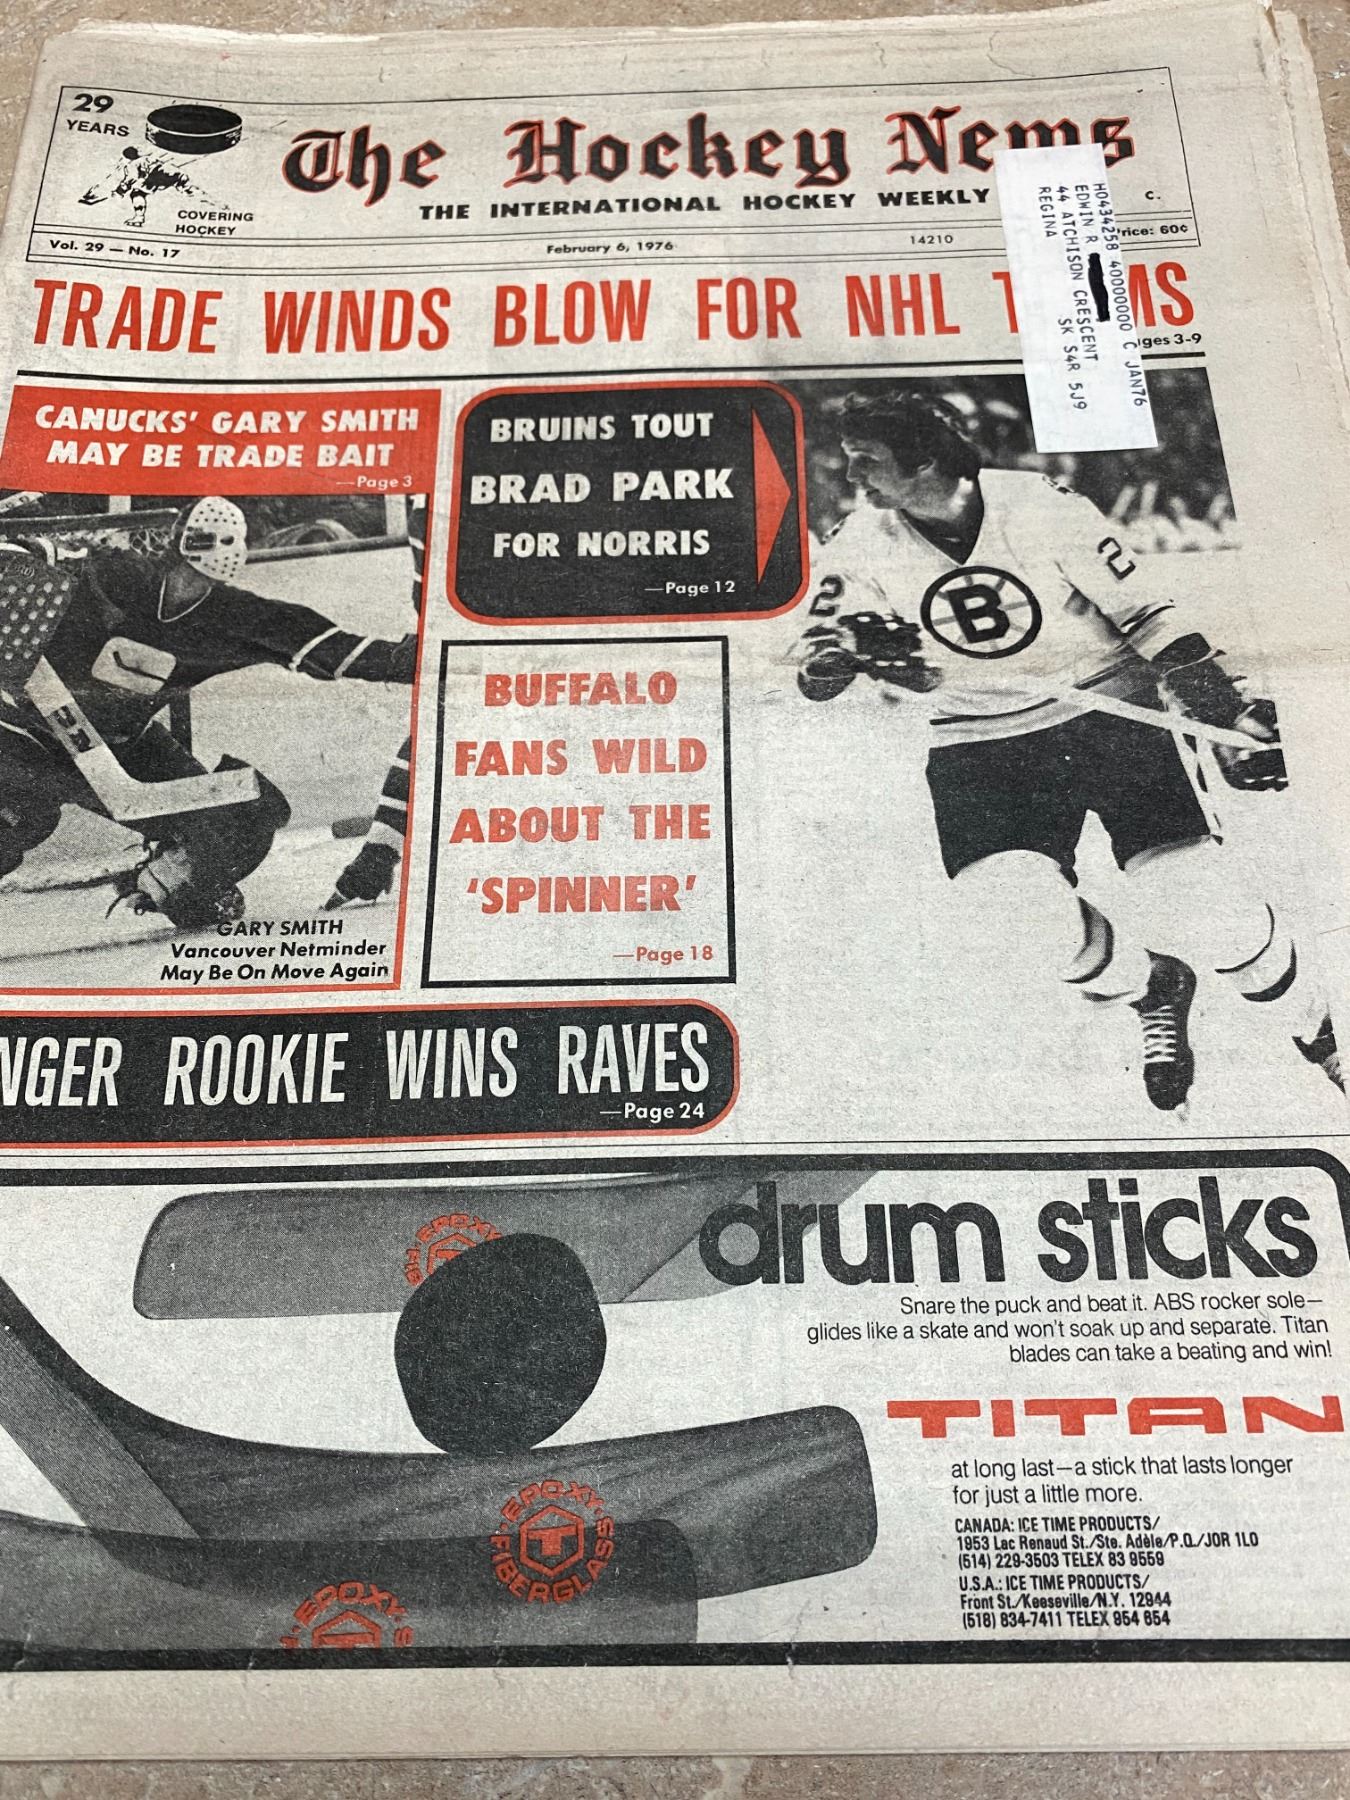 29
YEARS
COVERING
HOCKEY
The Hockey News
THE INTERNATIONAL HOCKEY WEEKLY
C.
Vol. 29 — No. 17
February 6, 1976
14210
rice: 60¢
H0434258 40000000 C JAN76
EDWIN R
44 ATCHISON CRESCENT
REGINA SK S4R 5J9
TRADE WINDS BLOW FOR NHL T MS
ges 3-9
CANUCKS' GARY SMITH
MAY BE TRADE BAIT
—Page 3
GARY SMITH
Vancouver Netminder
May Be On Move Again
BRUINS TOUT
BRAD PARK
FOR NORRIS
—Page 12
2
2
B
BUFFALO
FANS WILD
ABOUT THE
'SPINNER'
—Page 18
NGER ROOKIE WINS RAVES
—Page 24
drum sticks
Snare the puck and beat it. ABS rocker sole—
glides like a skate and won't soak up and separate. Titan
blades can take a beating and win!
TITAN
at long last—a stick that lasts longer
for just a little more.
CANADA: ICE TIME PRODUCTS/
1953 Lac Renaud St./Ste. Adèle/P.Q./J0R 1L0
(514) 229-3503 TELEX 83 9559
U.S.A.: ICE TIME PRODUCTS/
Front St./Keeseville/N.Y. 12944
(518) 834-7411 TELEX 954 654
EPOXY
EPOXY
FIBERGLASS
EPOXY